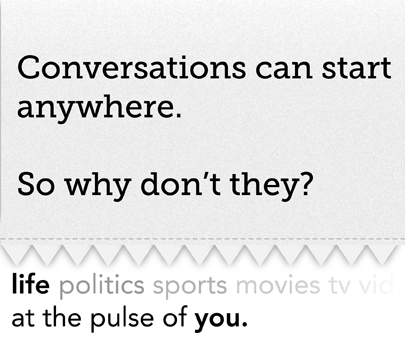 Conversations can start
anywhere.
So why don't they?
life politics sports movies tv vid
at the pulse of you.